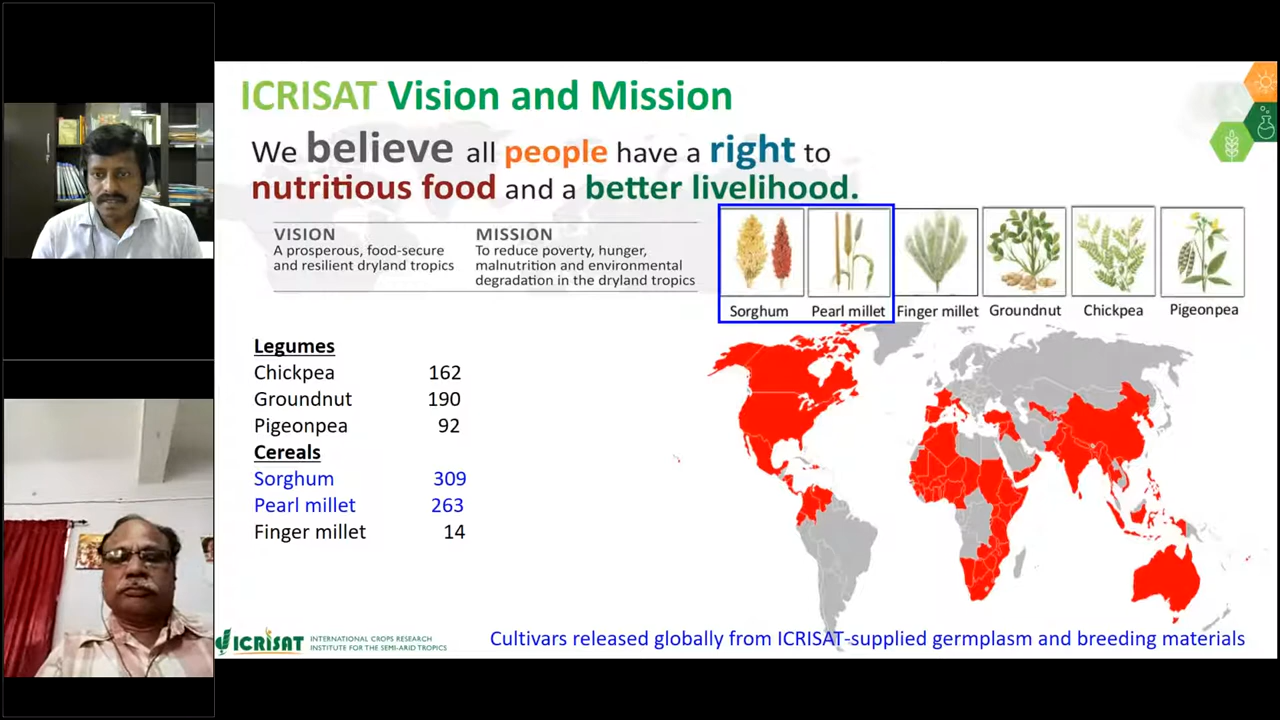 ICRISAT Vision and Mission
We believe all people have a right to
nutritious food and a better livelihood.
VISION
A prosperous, food-secure
and resilient dryland tropics
MISSION
To reduce poverty, hunger,
malnutrition and environmental
degradation in the dryland tropics
Sorghum Pearl millet Finger millet Groundnut Chickpea Pigeonpea
Legumes
Chickpea 162
Groundnut 190
Pigeonpea 92
Cereals
Sorghum 309
Pearl millet 263
Finger millet 14
ICRISAT
INTERNATIONAL CROPS RESEARCH
INSTITUTE FOR THE SEMI-ARID TROPICS
Cultivars released globally from ICRISAT-supplied germplasm and breeding materials